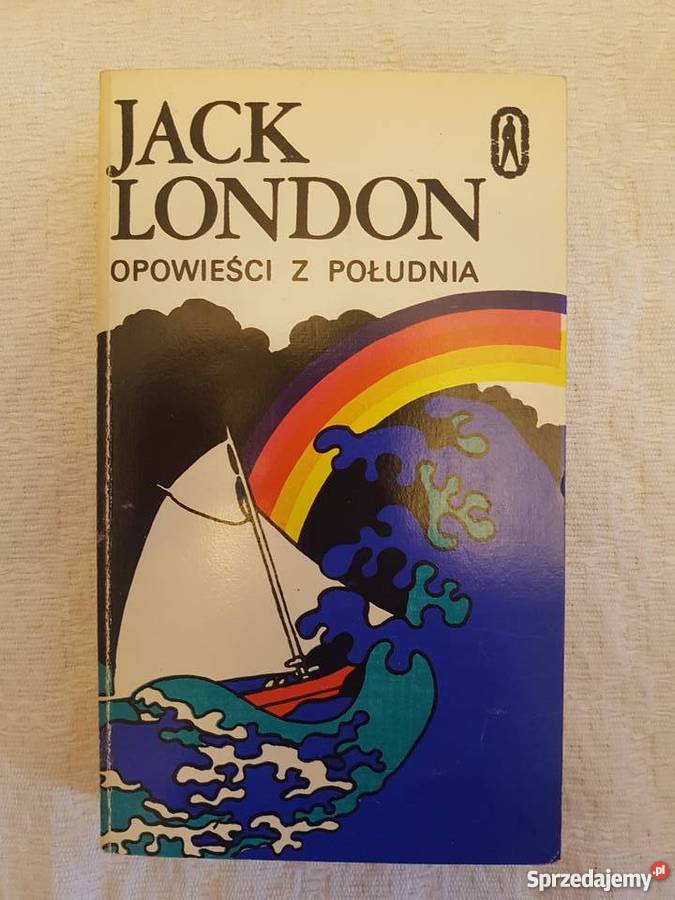 JACK
LONDON
OPOWIEŚCI Z POŁUDNIA
Sprzedajemy.pl